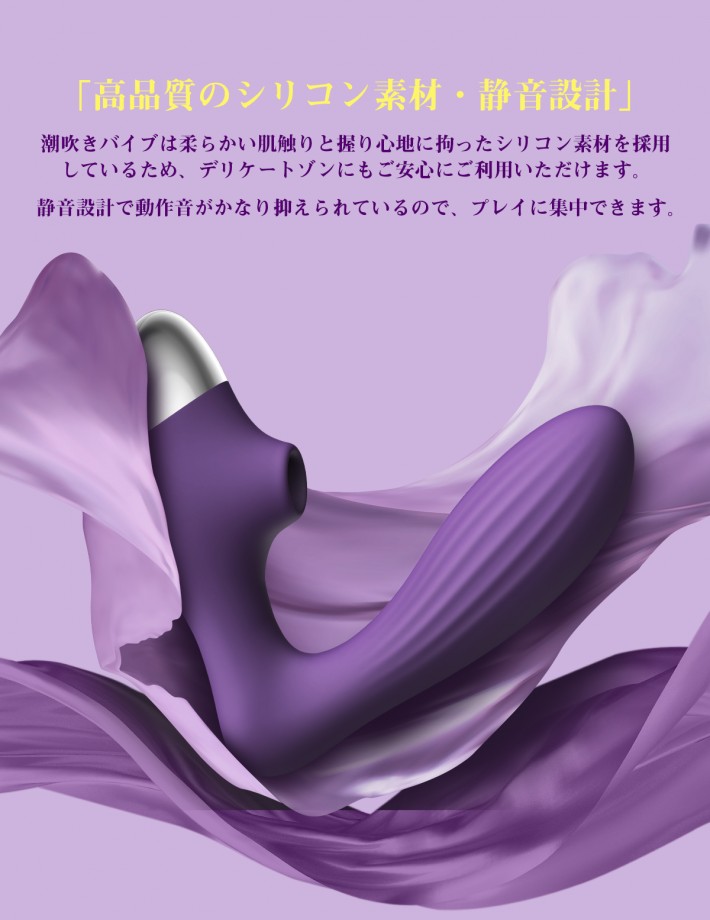 「高品質のシリコン素材・静音設計」
潮吹きバイブは柔らかい肌触りと握り心地に拘ったシリコン素材を採用
しているため、デリケートゾンにもご安心にご利用いただけます。
静音設計で動作音がかなり抑えられているので、プレイに集中できます。